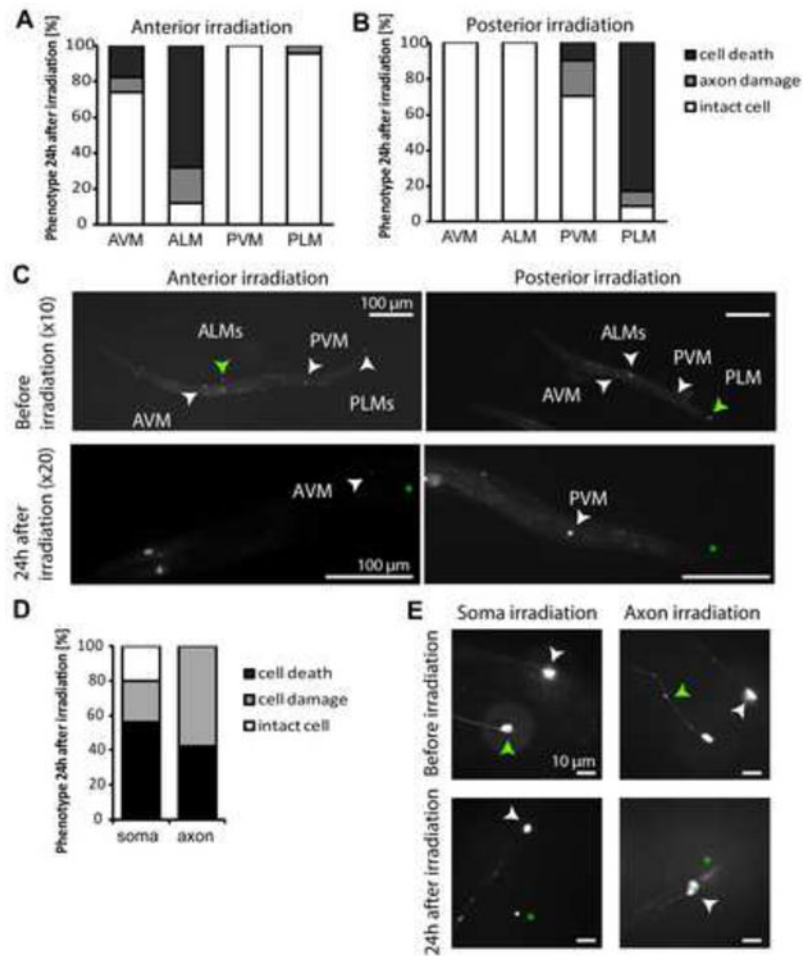 A
Anterior irradiation
Phenotype 24h after irradiation [%]
100
80
60
40
20
0
AVM ALM PVM PLM
B
Posterior irradiation
Phenotype 24h after irradiation [%]
100
80
60
40
20
0
AVM ALM PVM PLM
cell death
axon damage
intact cell
C
Anterior irradiation
Posterior irradiation
Before
irradiation (x10)
100 µm
ALMs
PVM
AVM
PLMs
ALMs
PVM
AVM
PLM
24h after
irradiation (x20)
AVM
100 µm
PVM
D
Phenotype 24h after irradiation [%]
100
80
60
40
20
0
soma axon
cell death
cell damage
intact cell
E
Soma irradiation
Axon irradiation
Before irradiation
10 µm
24h after irradiation